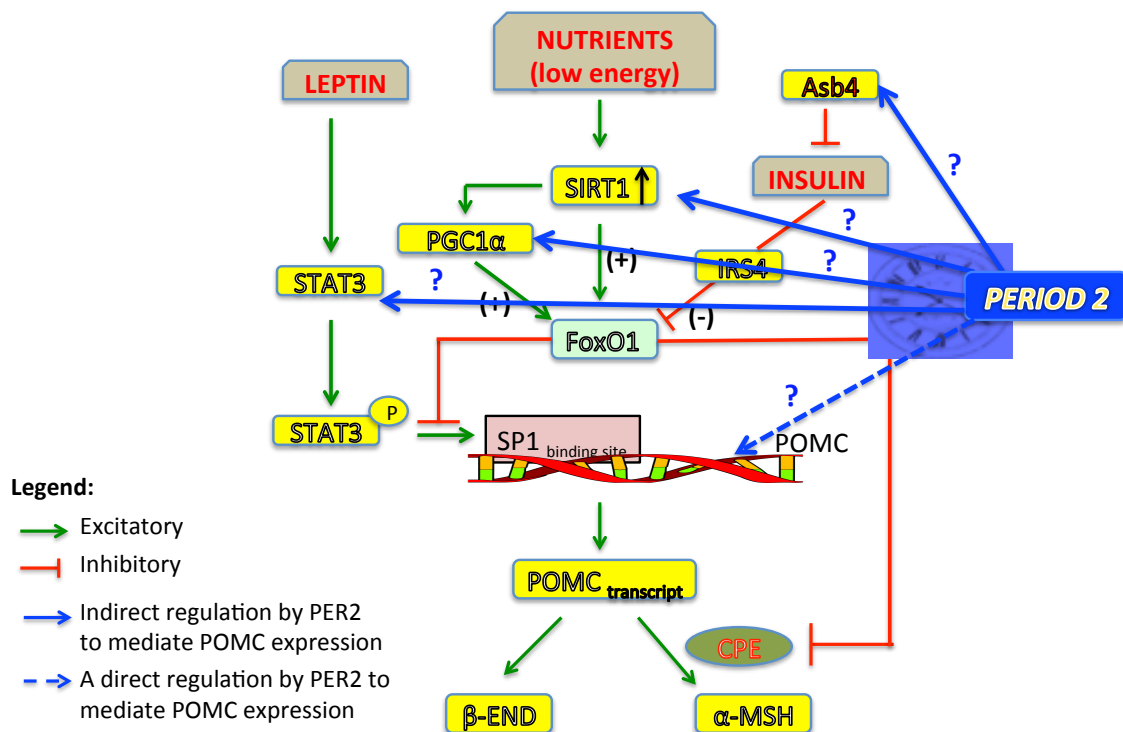 NUTRIENTS
(low energy)
LEPTIN
Asb4
?
SIRT1
INSULIN
?
PGC1α
(+)
IRS4
?
STAT3
?
(+)
(-)
PERIOD 2
FoxO1
?
P
STAT3
SP1 binding site
POMC
Legend:
Excitatory
Inhibitory
Indirect regulation by PER2
to mediate POMC expression
A direct regulation by PER2 to
mediate POMC expression
POMC transcript
CPE
β-END
α-MSH